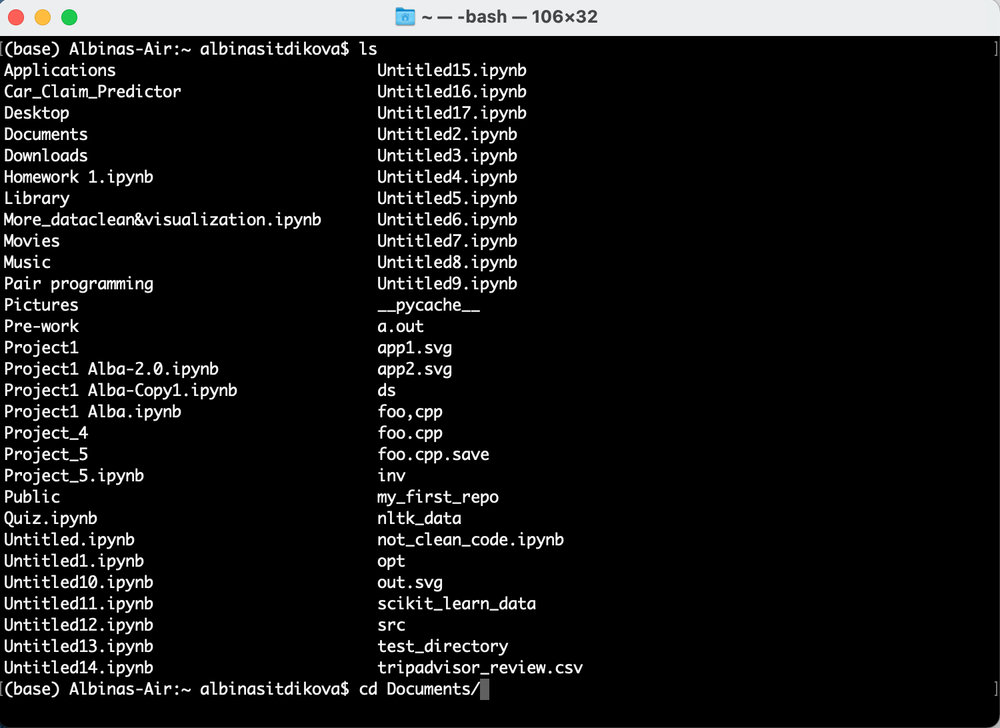 ~ — -bash — 106×32
(base) Albinas-Air:~ albinasitdikova$ ls
Applications Untitled15.ipynb
Car_Claim_Predictor Untitled16.ipynb
Desktop Untitled17.ipynb
Documents Untitled2.ipynb
Downloads Untitled3.ipynb
Homework 1.ipynb Untitled4.ipynb
Library Untitled5.ipynb
More_dataclean&visualization.ipynb Untitled6.ipynb
Movies Untitled7.ipynb
Music Untitled8.ipynb
Pair programming Untitled9.ipynb
Pictures __pycache__
Pre-work a.out
Project1 app1.svg
Project1 Alba-2.0.ipynb app2.svg
Project1 Alba-Copy1.ipynb ds
Project1 Alba.ipynb foo,cpp
Project_4 foo.cpp
Project_5 foo.cpp.save
Project_5.ipynb inv
Public my_first_repo
Quiz.ipynb nltk_data
Untitled.ipynb not_clean_code.ipynb
Untitled1.ipynb opt
Untitled10.ipynb out.svg
Untitled11.ipynb scikit_learn_data
Untitled12.ipynb src
Untitled13.ipynb test_directory
Untitled14.ipynb tripadvisor_review.csv
(base) Albinas-Air:~ albinasitdikova$ cd Documents/